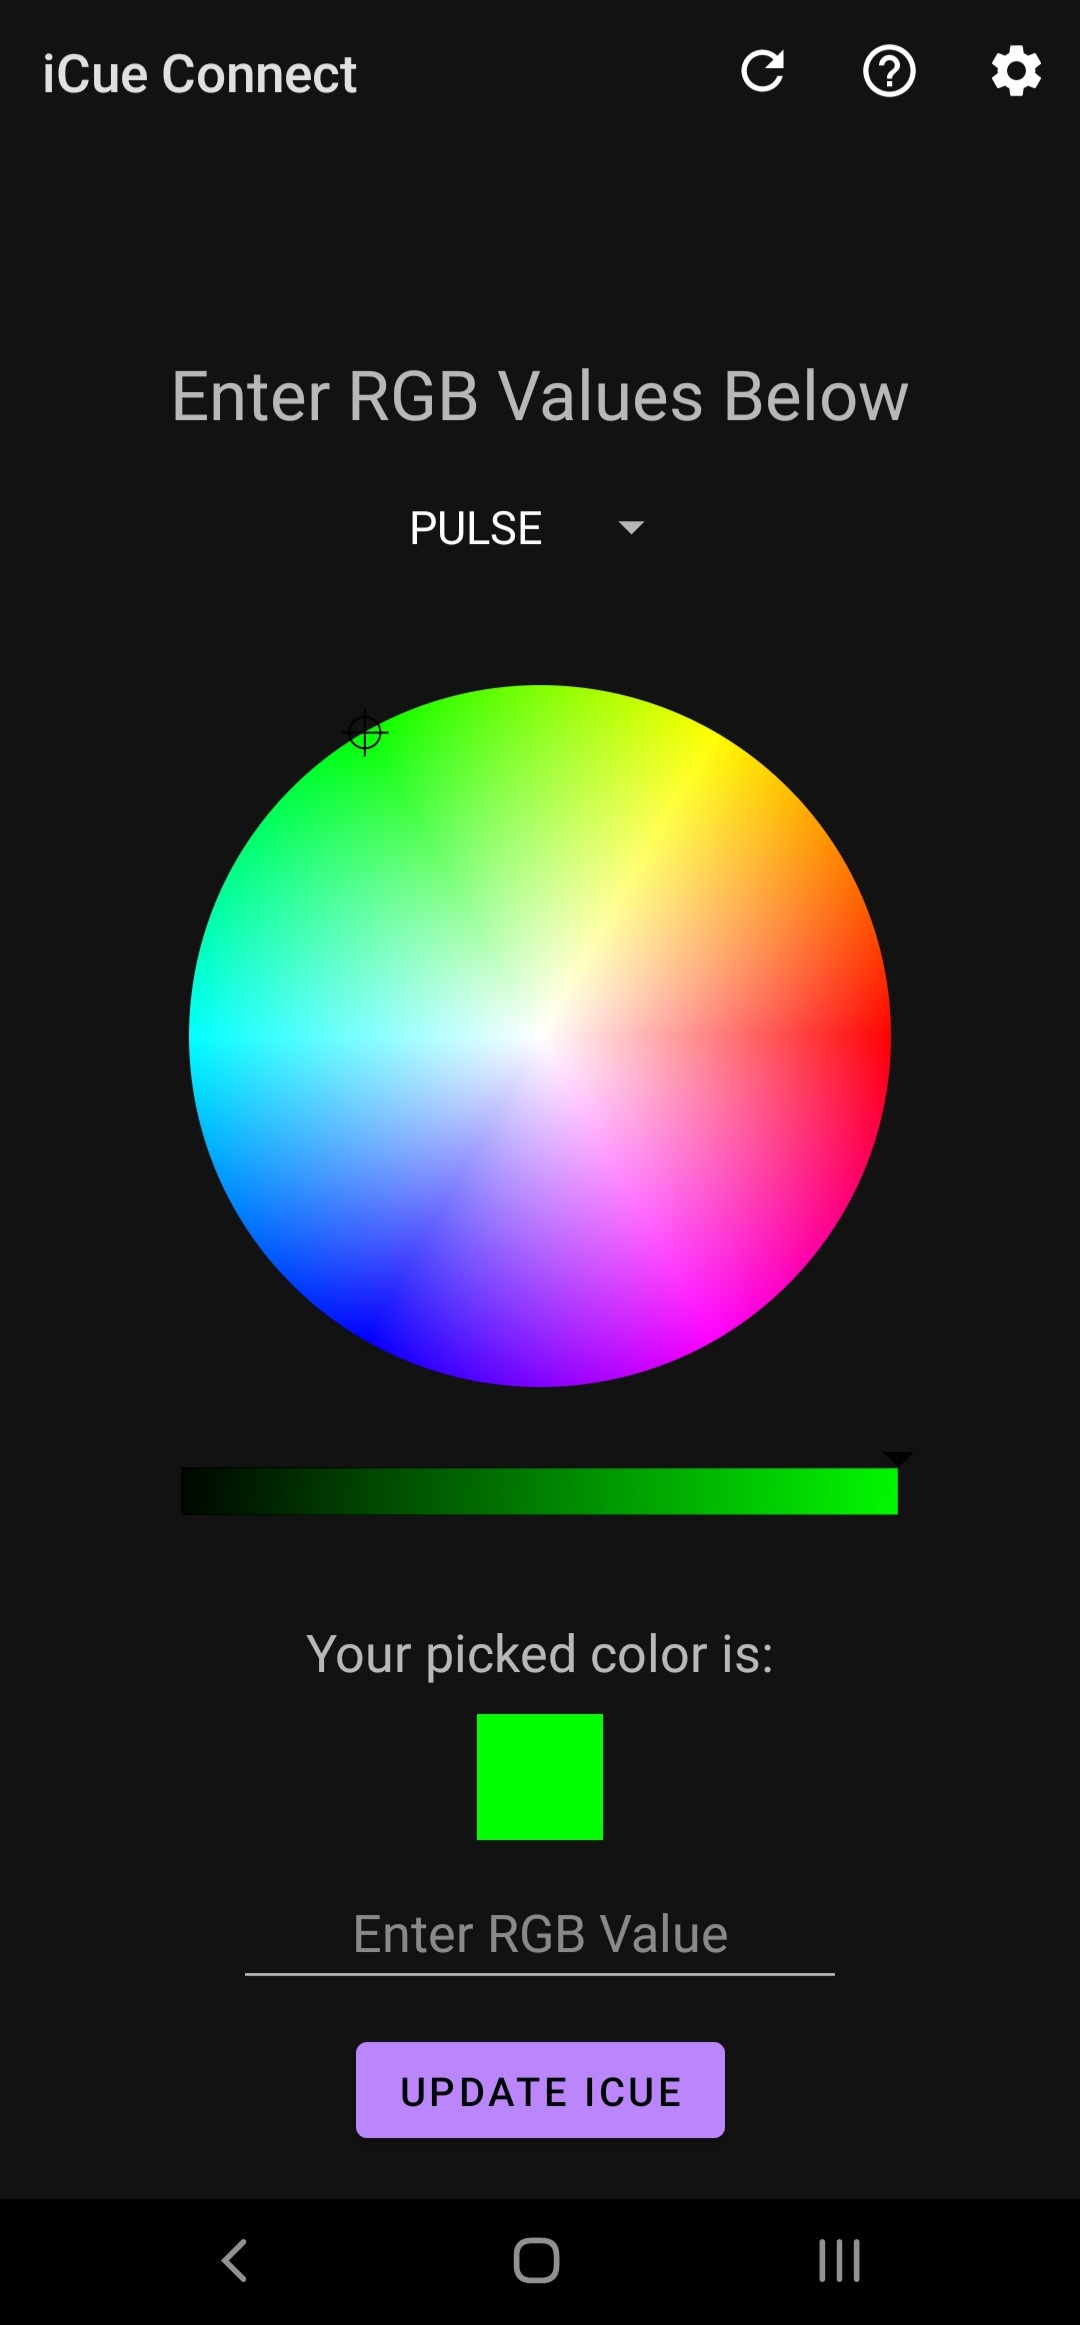 iCue Connect
Enter RGB Values Below
PULSE
Your picked color is:
Enter RGB Value
UPDATE ICUE